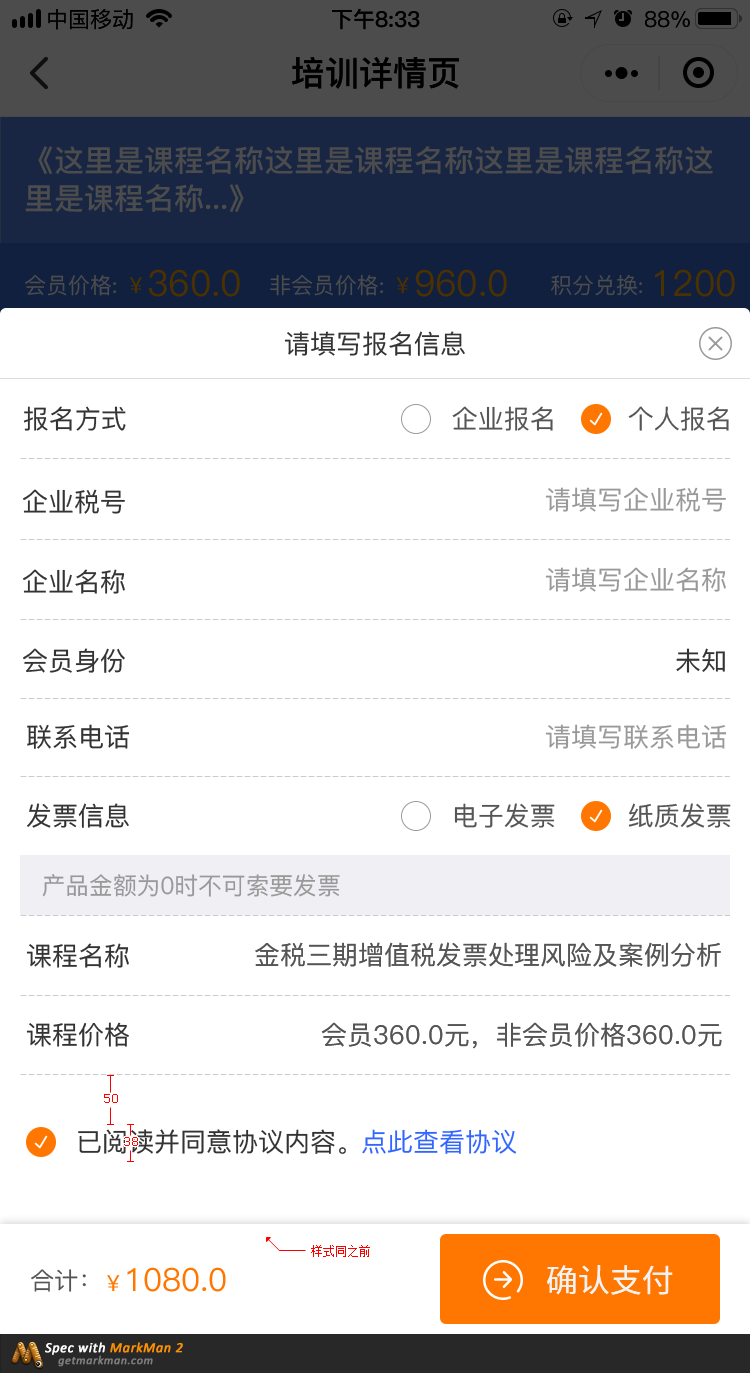 中国移动
下午8:33
88%
培训详情页
《这里是课程名称这里是课程名称这里是课程名称这
里是课程名称...》
会员价格: ¥360.0 非会员价格: ¥960.0 积分兑换: 1200
请填写报名信息
报名方式 企业报名 个人报名
企业税号 请填写企业税号
企业名称 请填写企业名称
会员身份 未知
联系电话 请填写联系电话
发票信息 电子发票 纸质发票
产品金额为0时不可索要发票
课程名称 金税三期增值税发票处理风险及案例分析
课程价格 会员360.0元，非会员价格360.0元
50
38
已阅读并同意协议内容。点此查看协议
样式同之前
合计： ¥1080.0 确认支付
Spec with MarkMan 2
getmarkman.com